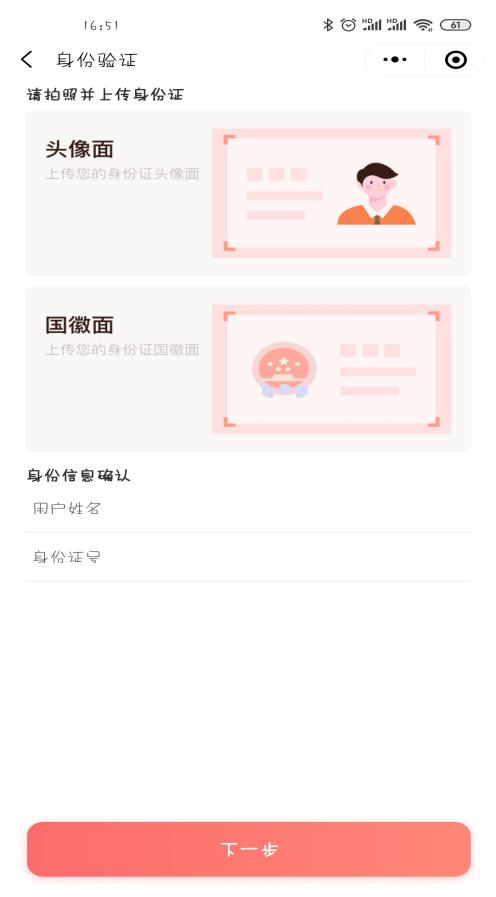 16:51
HD HD 61
身份验证
请拍照并上传身份证
头像面
上传您的身份证头像面
国徽面
上传您的身份证国徽面
身份信息确认
用户姓名
身份证号
下一步